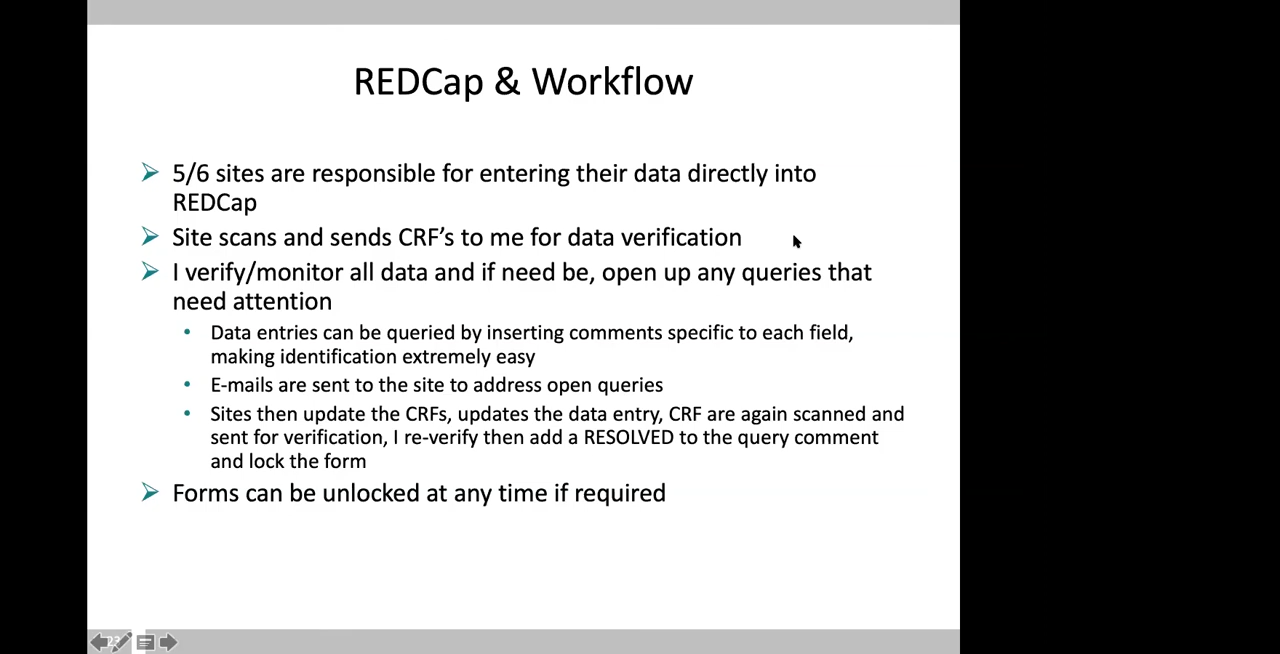 REDCap & Workflow
5/6 sites are responsible for entering their data directly into
REDCap
Site scans and sends CRF's to me for data verification
I verify/monitor all data and if need be, open up any queries that
need attention
Data entries can be queried by inserting comments specific to each field,
making identification extremely easy
E-mails are sent to the site to address open queries
Sites then update the CRFs, updates the data entry, CRF are again scanned and
sent for verification, I re-verify then add a RESOLVED to the query comment
and lock the form
Forms can be unlocked at any time if required